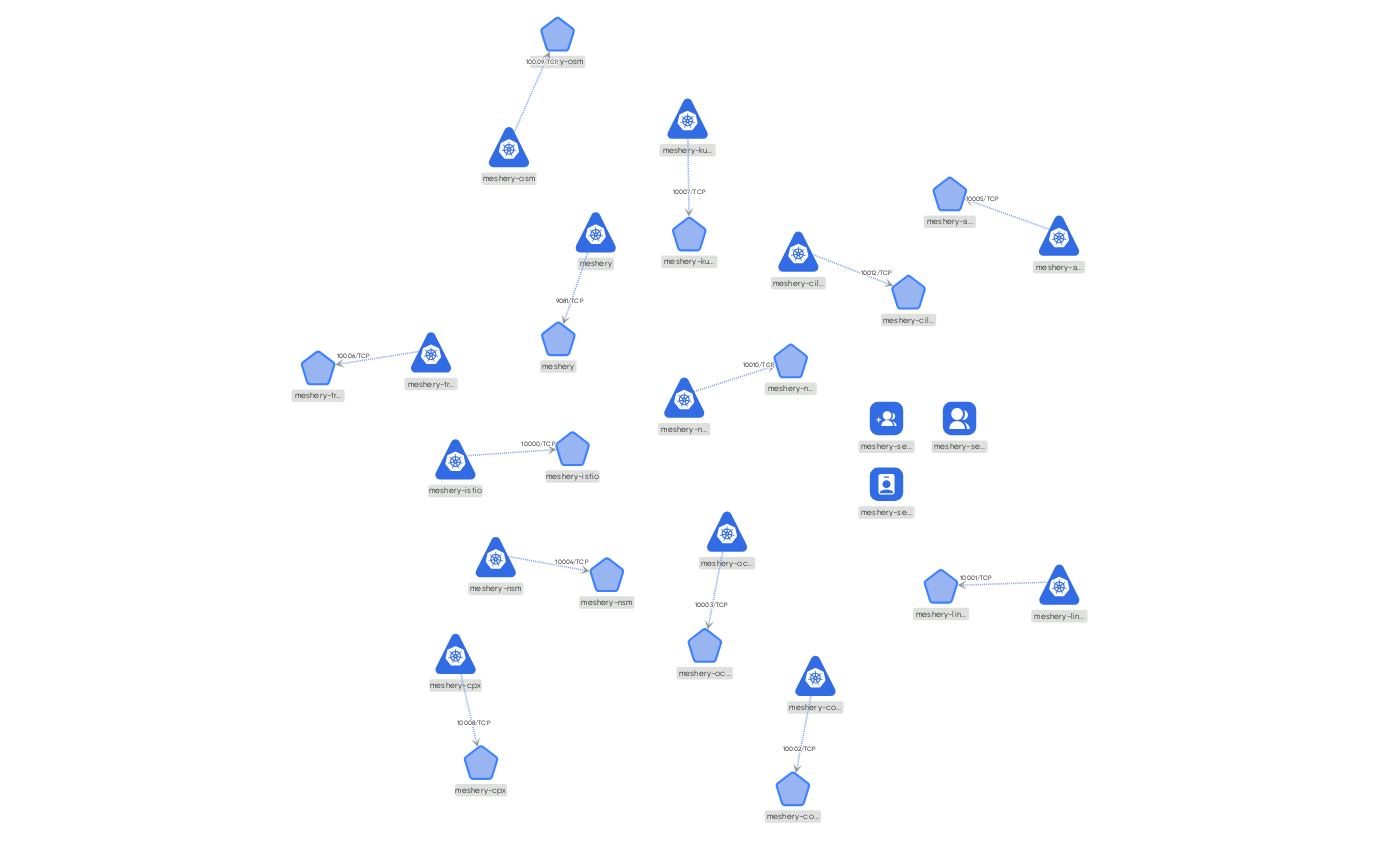 meshery-osm
10009/TCP
meshery-ku...
meshery-osm
10007/TCP
10005/TCP
meshery-a...
meshery
meshery-ku...
meshery-a...
10012/TCP
meshery-cil...
9081/TCP
meshery-cil...
10006/TCP
meshery
10010/TCP
meshery-tr...
meshery-n...
meshery-tr...
meshery-n...
10000/TCP
meshery-se...
meshery-se...
meshery-istio
meshery-istio
meshery-se...
10004/TCP
meshery-oc...
10001/TCP
meshery-nsm
meshery-nsm
10003/TCP
meshery-lin...
meshery-lin...
meshery-oc...
meshery-cpx
meshery-co...
10008/TCP
10002/TCP
meshery-cpx
meshery-co...